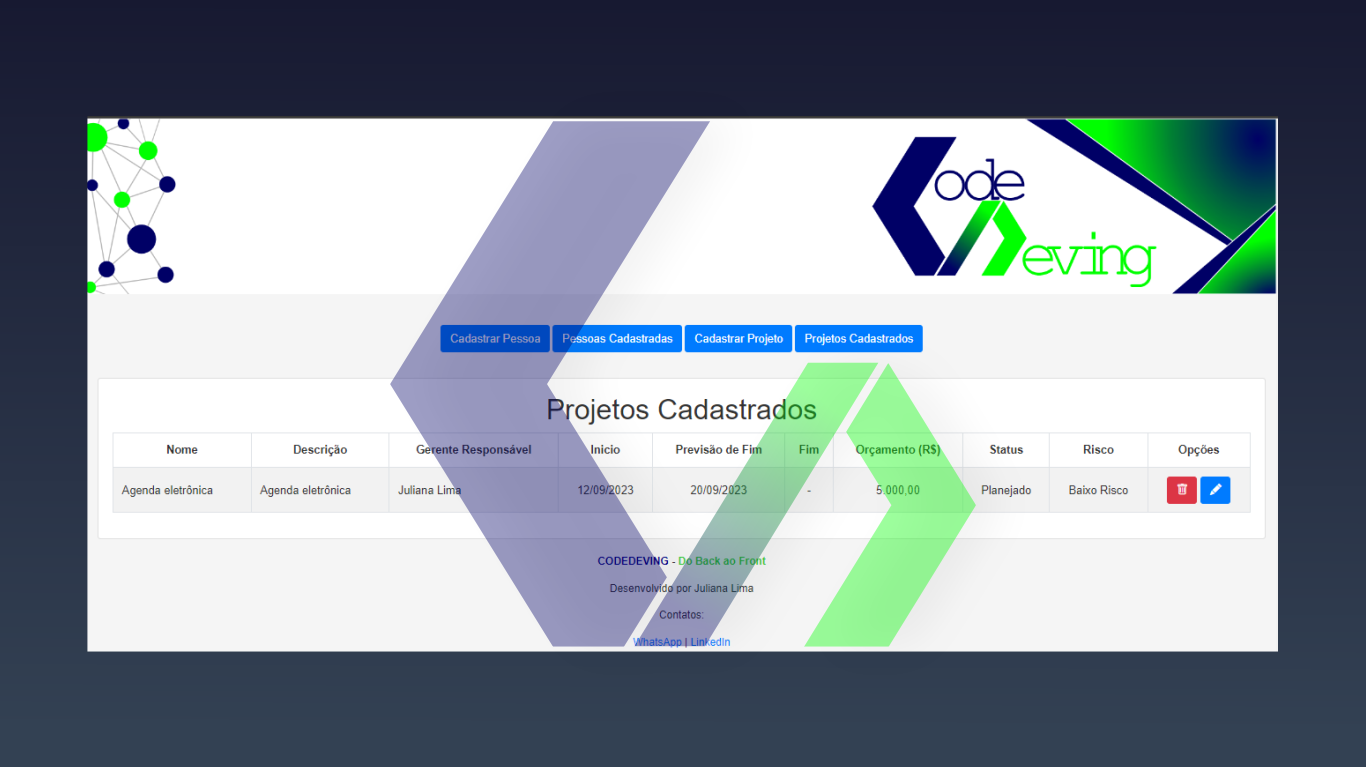 Code
Deving
Cadastrar Pessoa Pessoas Cadastradas Cadastrar Projeto Projetos Cadastrados
Projetos Cadastrados
Nome Descrição Gerente Responsável Inicio Previsão de Fim Fim Orçamento (R$) Status Risco Opções
Agenda eletrônica Agenda eletrônica Juliana Lima 12/09/2023 20/09/2023 - 5.000,00 Planejado Baixo Risco
CODEDEVING - Do Back ao Front
Desenvolvido por Juliana Lima
Contatos:
WhatsApp | LinkedIn